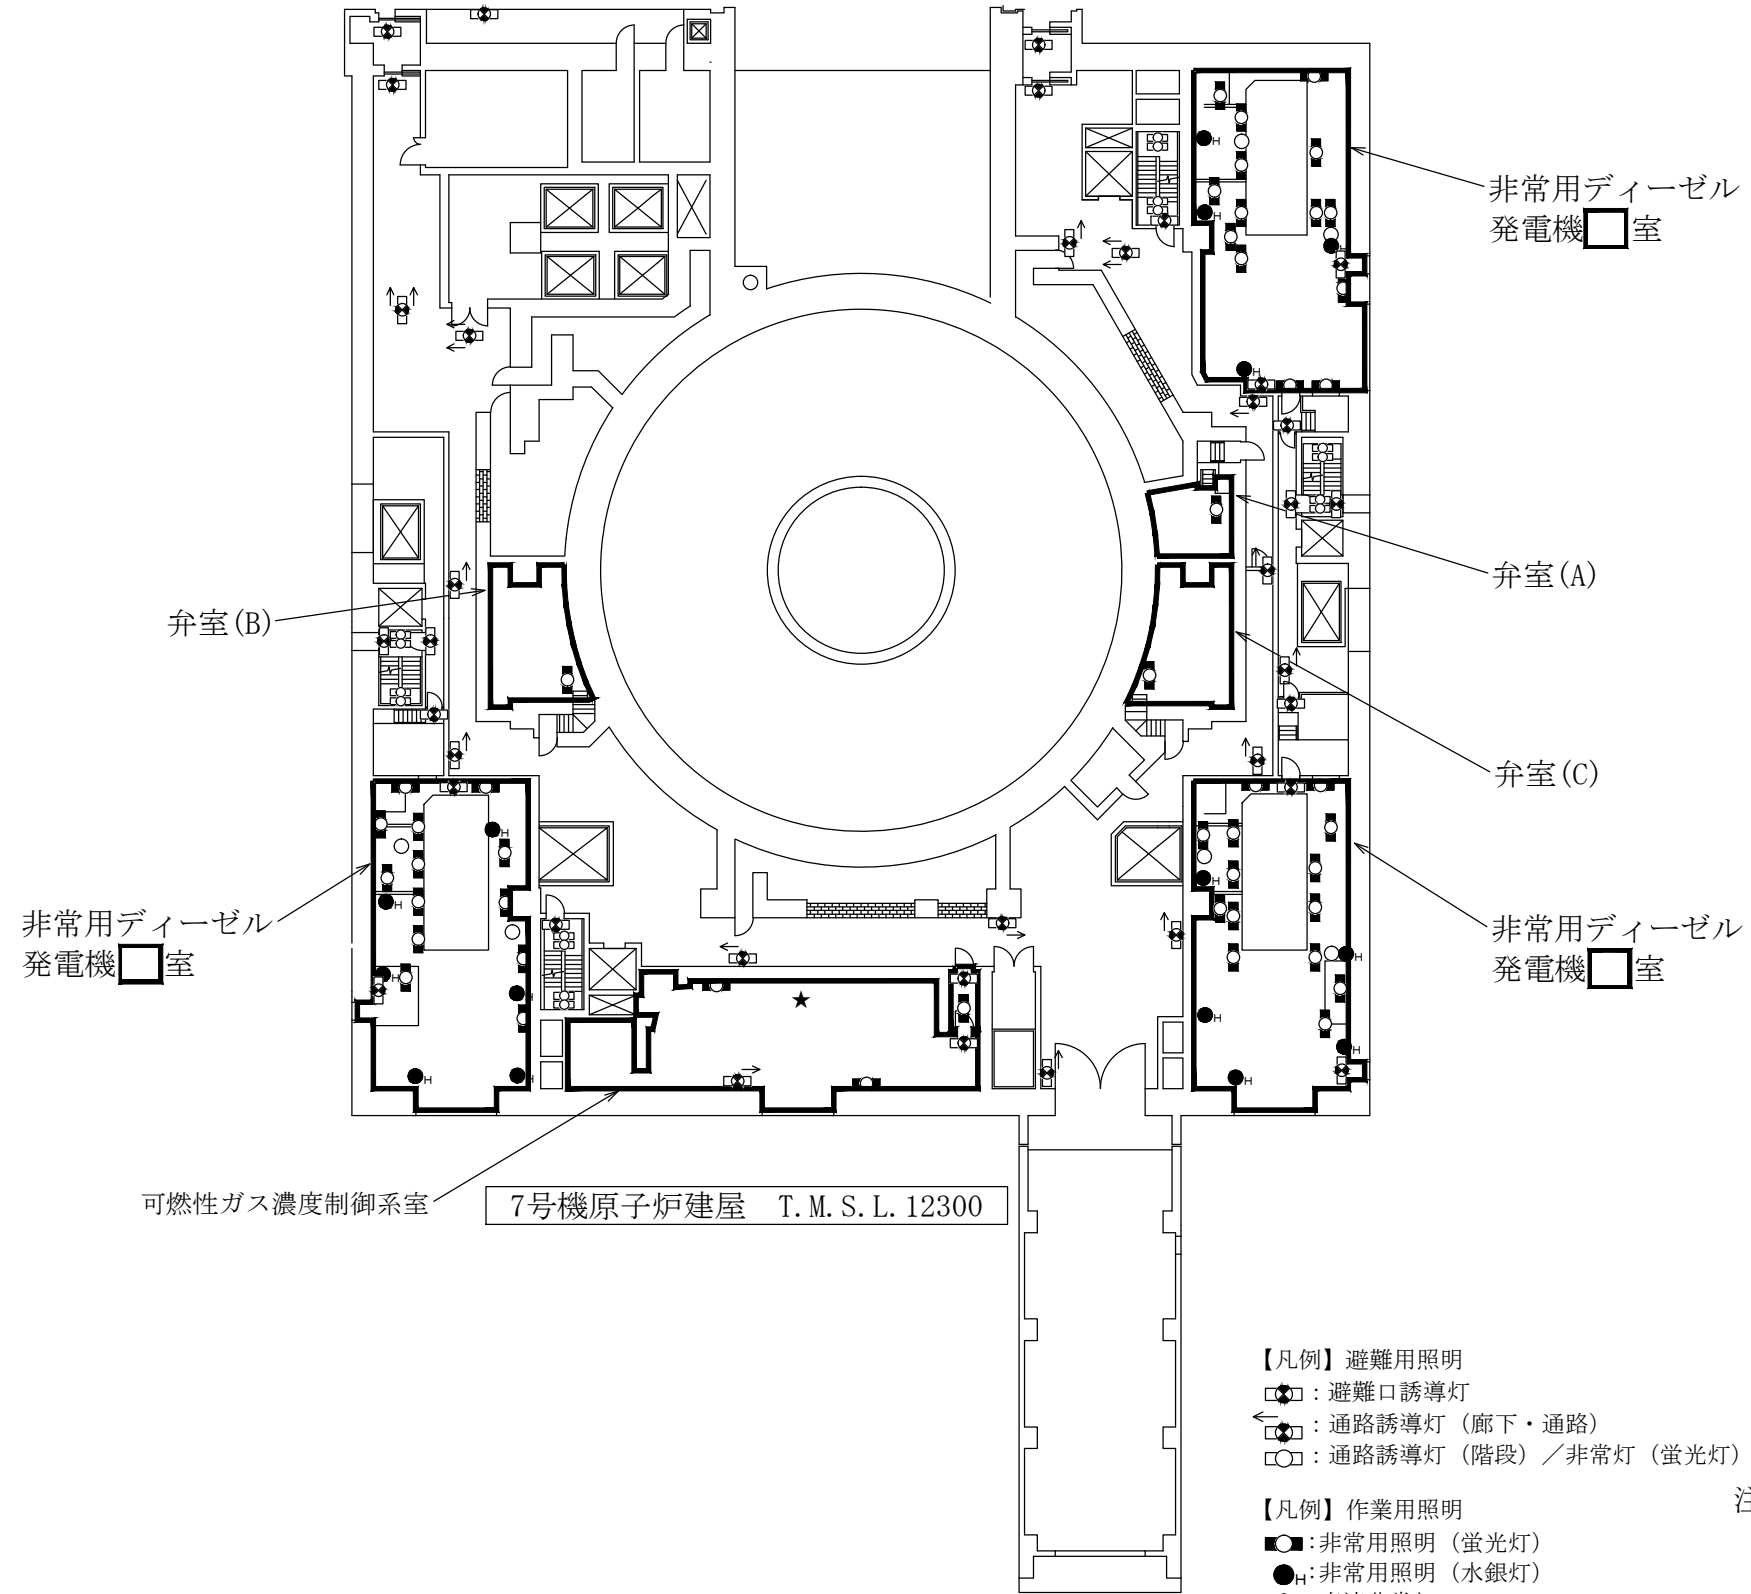 非常用ディーゼル
発電機 室
弁室(A)
弁室(B)
弁室(C)
非常用ディーゼル
発電機 室
非常用ディーゼル
発電機 室
可燃性ガス濃度制御系室
7号機原子炉建屋 T.M.S.L.12300
【凡例】避難用照明
：避難口誘導灯
：通路誘導灯（廊下・通路）
：通路誘導灯（階段）／非常灯（蛍光灯）
【凡例】作業用照明
：非常用照明（蛍光灯）
H：非常用照明（水銀灯）